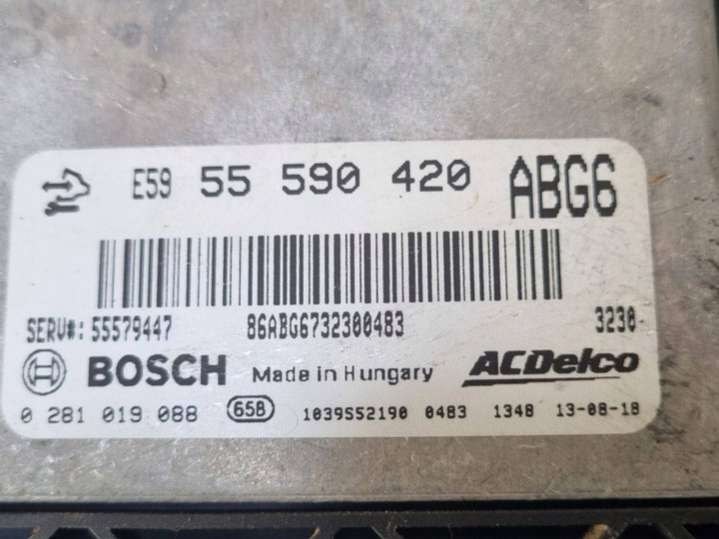 E59 55 590 420 ABG6
SERV#: 55579447 86ABG6732300483 3230-
BOSCH Made in Hungary ACDelco
0 281 019 088 658 1039S52190 0483 1348 13-08-18